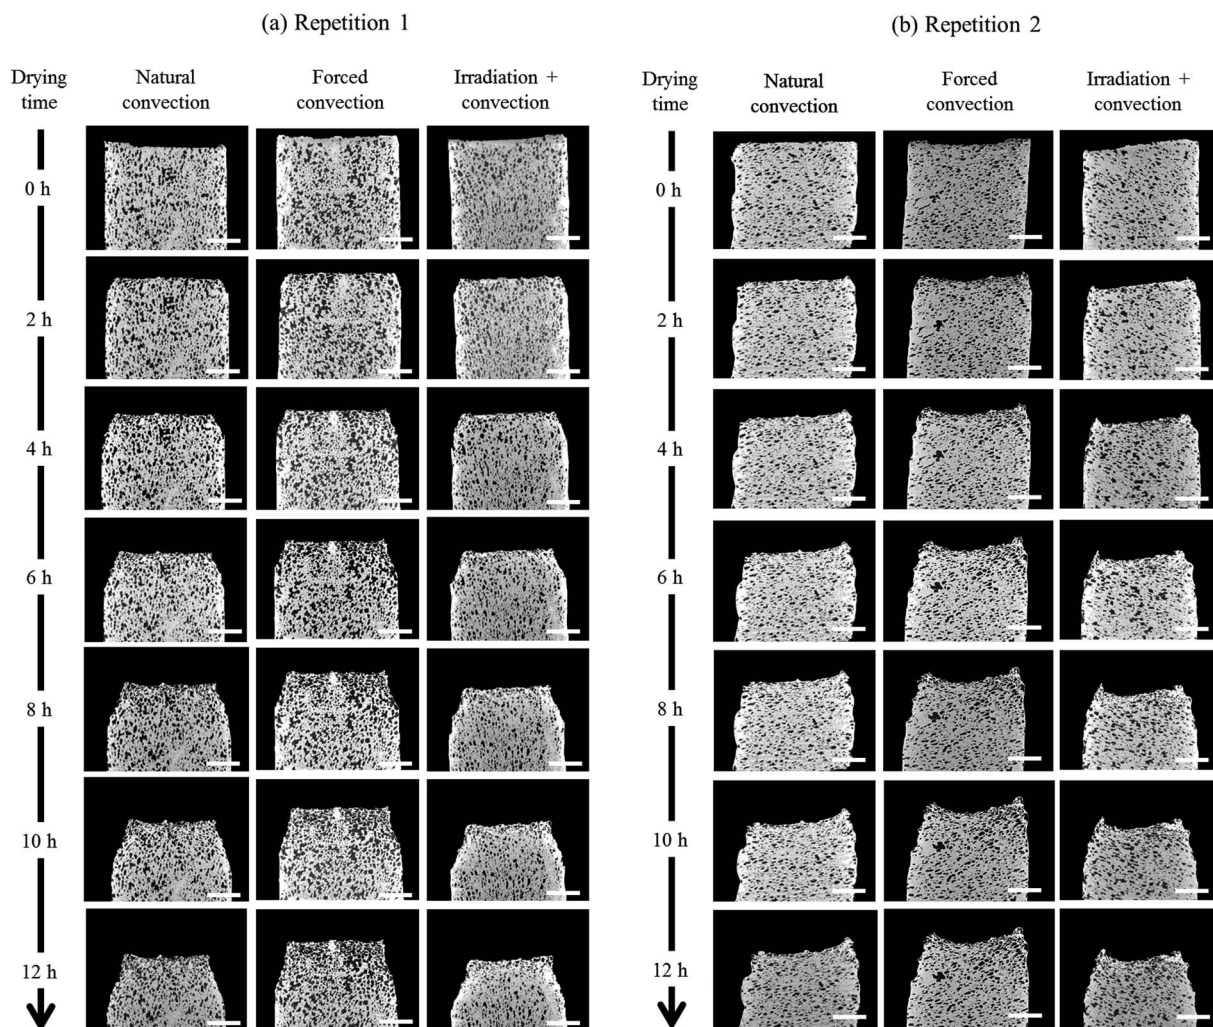 (a) Repetition 1
Drying time
Natural convection
Forced convection
Irradiation + convection
0 h
2 h
4 h
6 h
8 h
10 h
12 h
(b) Repetition 2
Drying time
Natural convection
Forced convection
Irradiation + convection
0 h
2 h
4 h
6 h
8 h
10 h
12 h